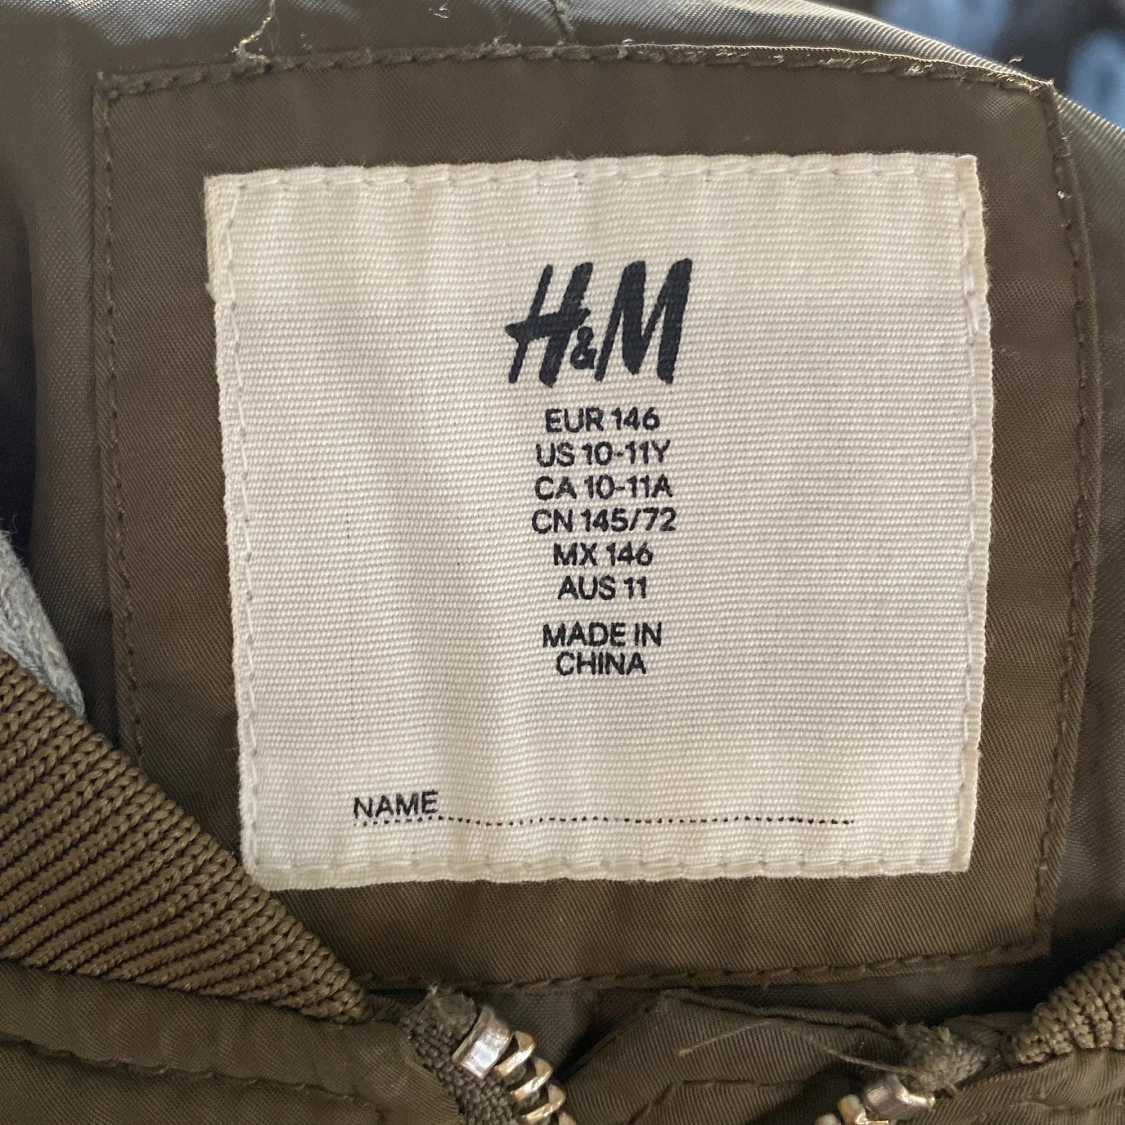 H&M
EUR 146
US 10-11Y
CA 10-11A
CN 145/72
MX 146
AUS 11
MADE IN
CHINA
NAME